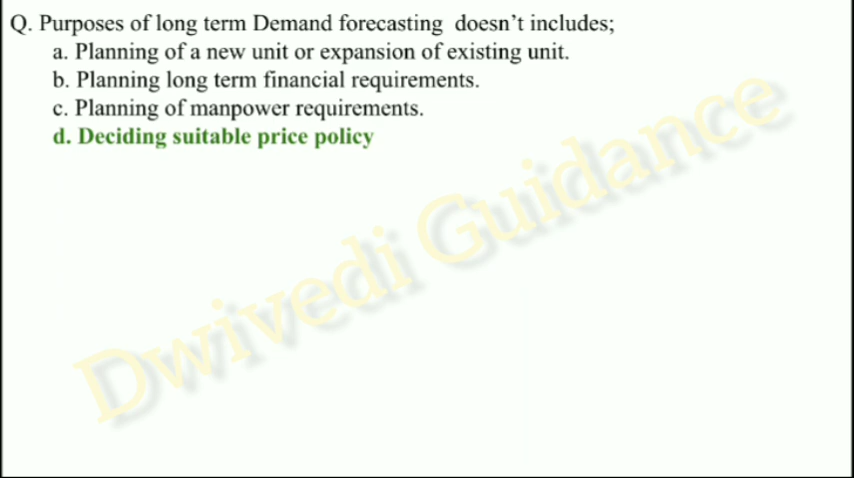 Q. Purposes of long term Demand forecasting doesn’t includes;
a. Planning of a new unit or expansion of existing unit.
b. Planning long term financial requirements.
c. Planning of manpower requirements.
d. Deciding suitable price policy
Dwivedi Guidance